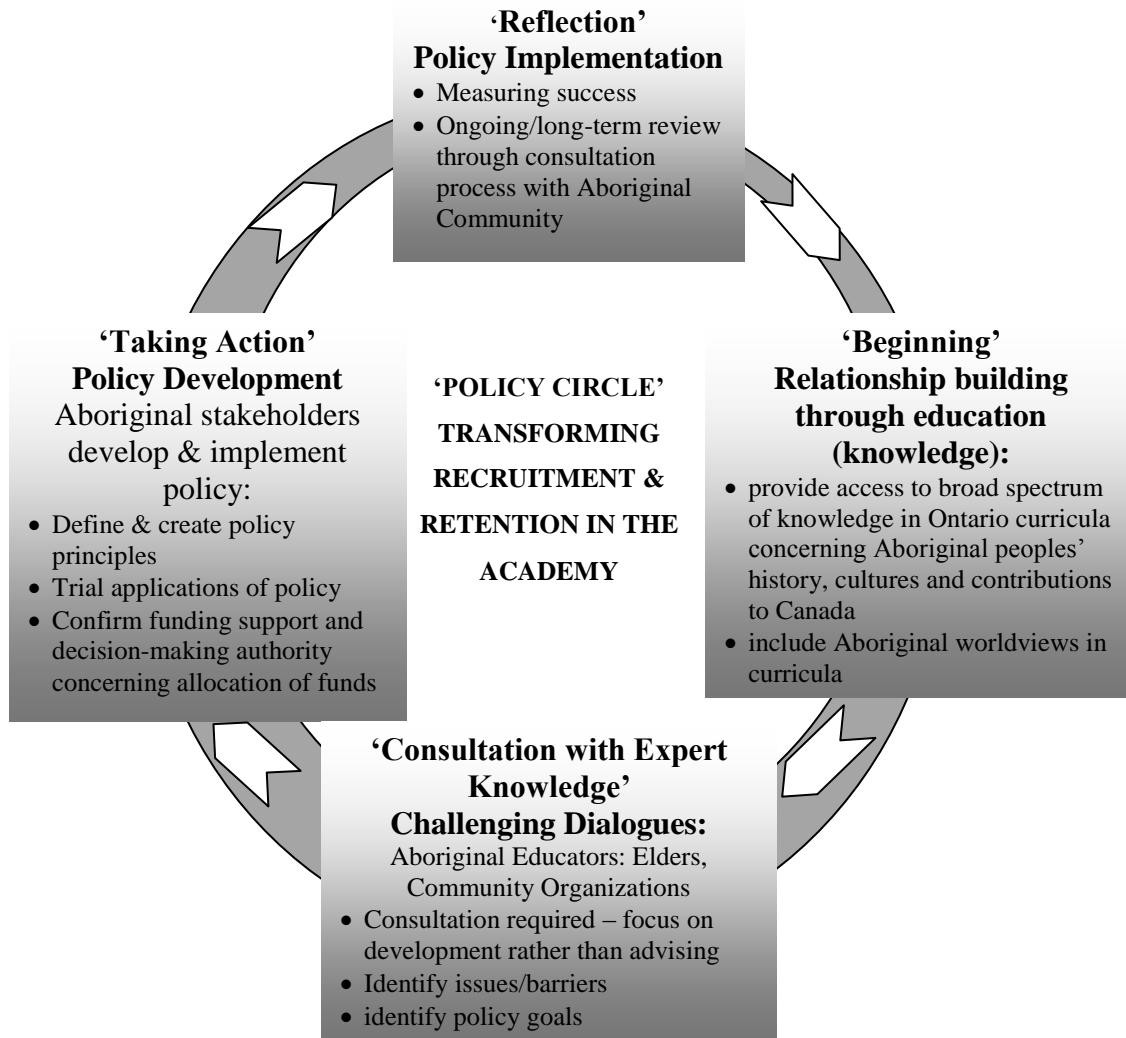 ‘Reflection’
Policy Implementation
• Measuring success
• Ongoing/long-term review
through consultation
process with Aboriginal
Community
‘Taking Action’
Policy Development
Aboriginal stakeholders
develop & implement
policy:
• Define & create policy
principles
• Trial applications of policy
• Confirm funding support and
decision-making authority
concerning allocation of funds
‘POLICY CIRCLE’
TRANSFORMING
RECRUITMENT &
RETENTION IN THE
ACADEMY
‘Beginning’
Relationship building
through education
(knowledge):
• provide access to broad spectrum
of knowledge in Ontario curricula
concerning Aboriginal peoples’
history, cultures and contributions
to Canada
• include Aboriginal worldviews in
curricula
‘Consultation with Expert
Knowledge’
Challenging Dialogues:
Aboriginal Educators: Elders,
Community Organizations
• Consultation required – focus on
development rather than advising
• Identify issues/barriers
• identify policy goals